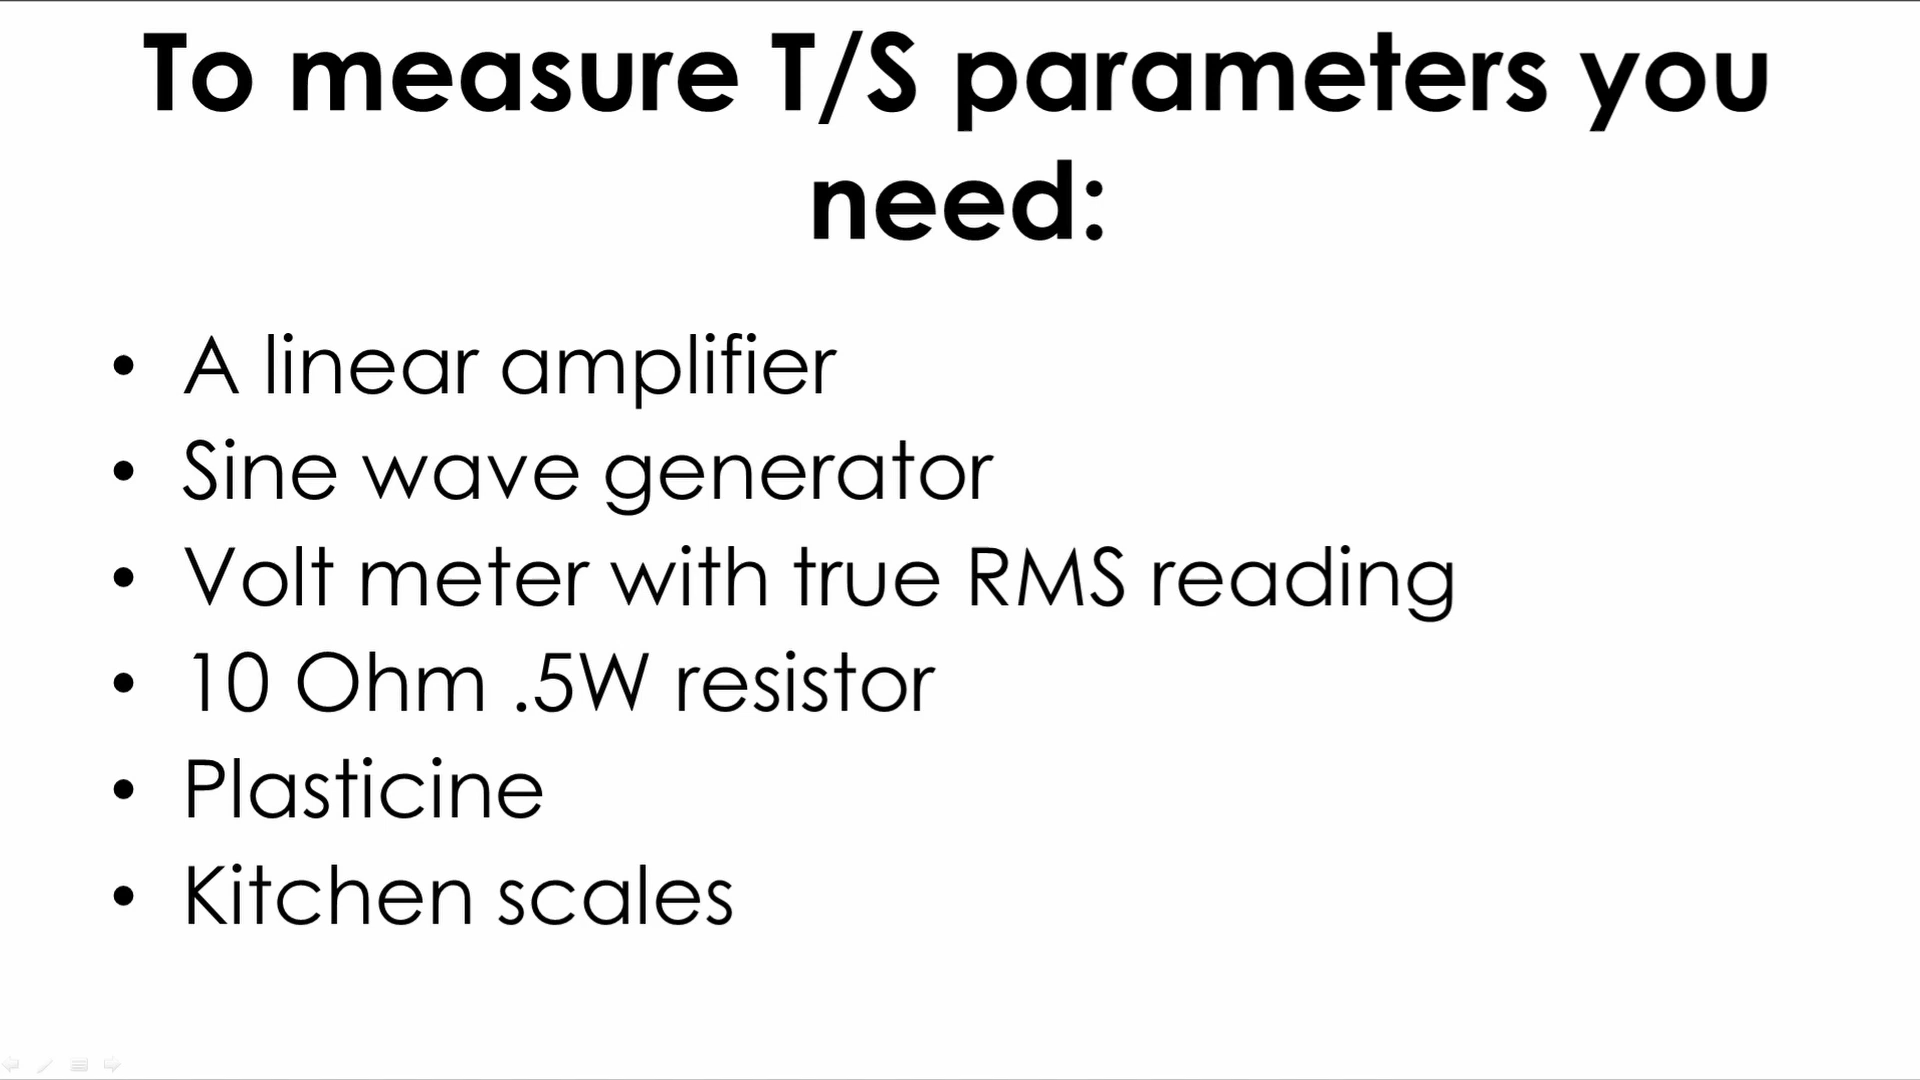 To measure T/S parameters you
need:
• A linear amplifier
• Sine wave generator
• Volt meter with true RMS reading
• 10 Ohm .5W resistor
• Plasticine
• Kitchen scales